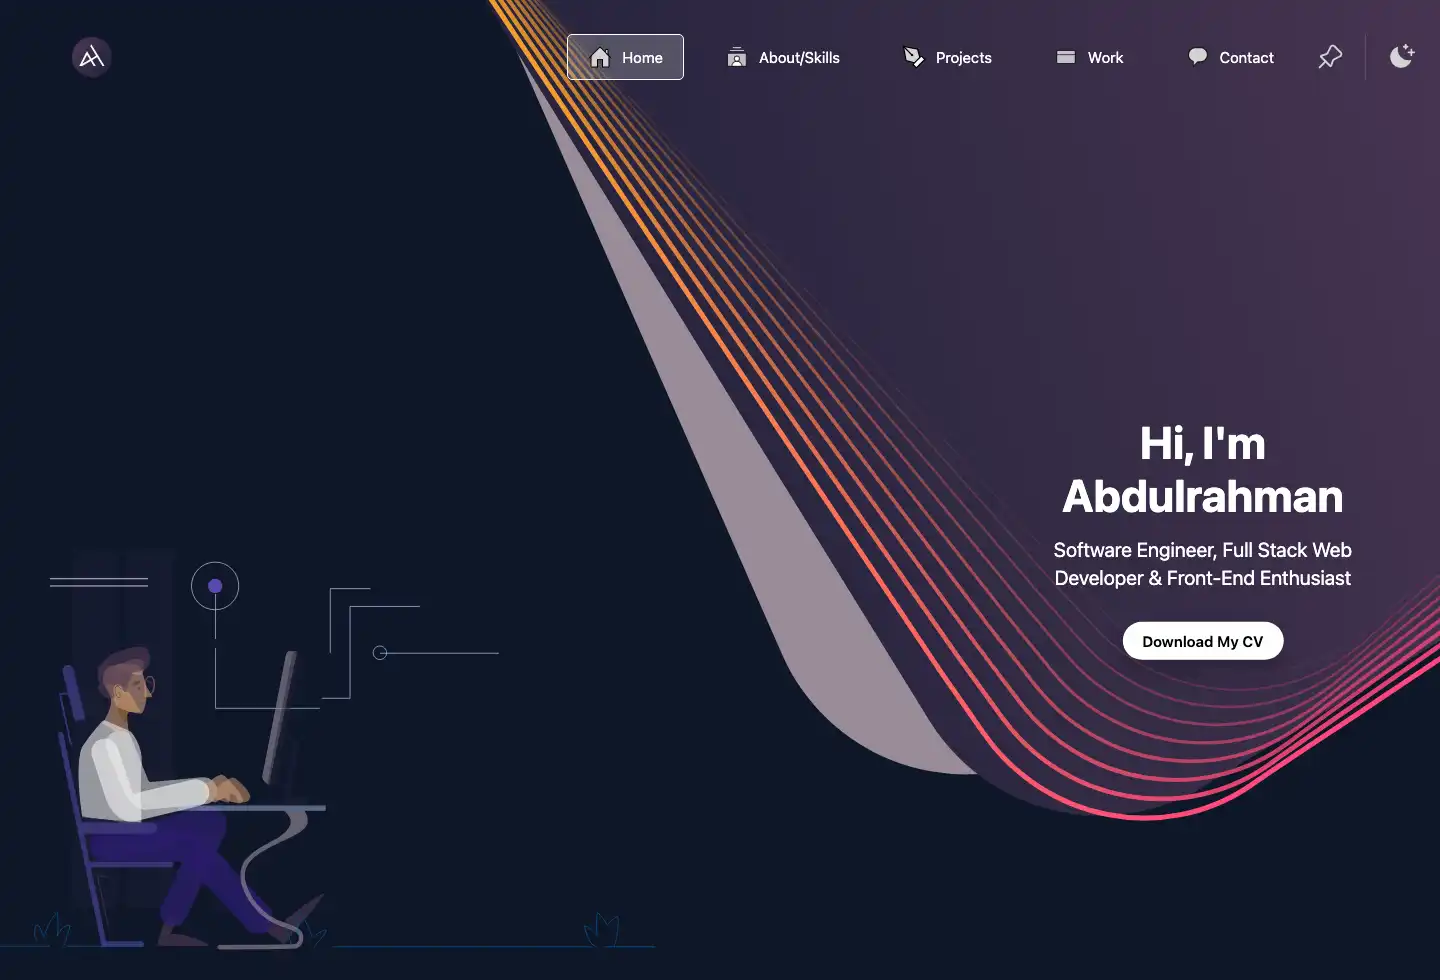 Home
About/Skills
Projects
Work
Contact
Hi, I'm
Abdulrahman
Software Engineer, Full Stack Web
Developer & Front-End Enthusiast
Download My CV